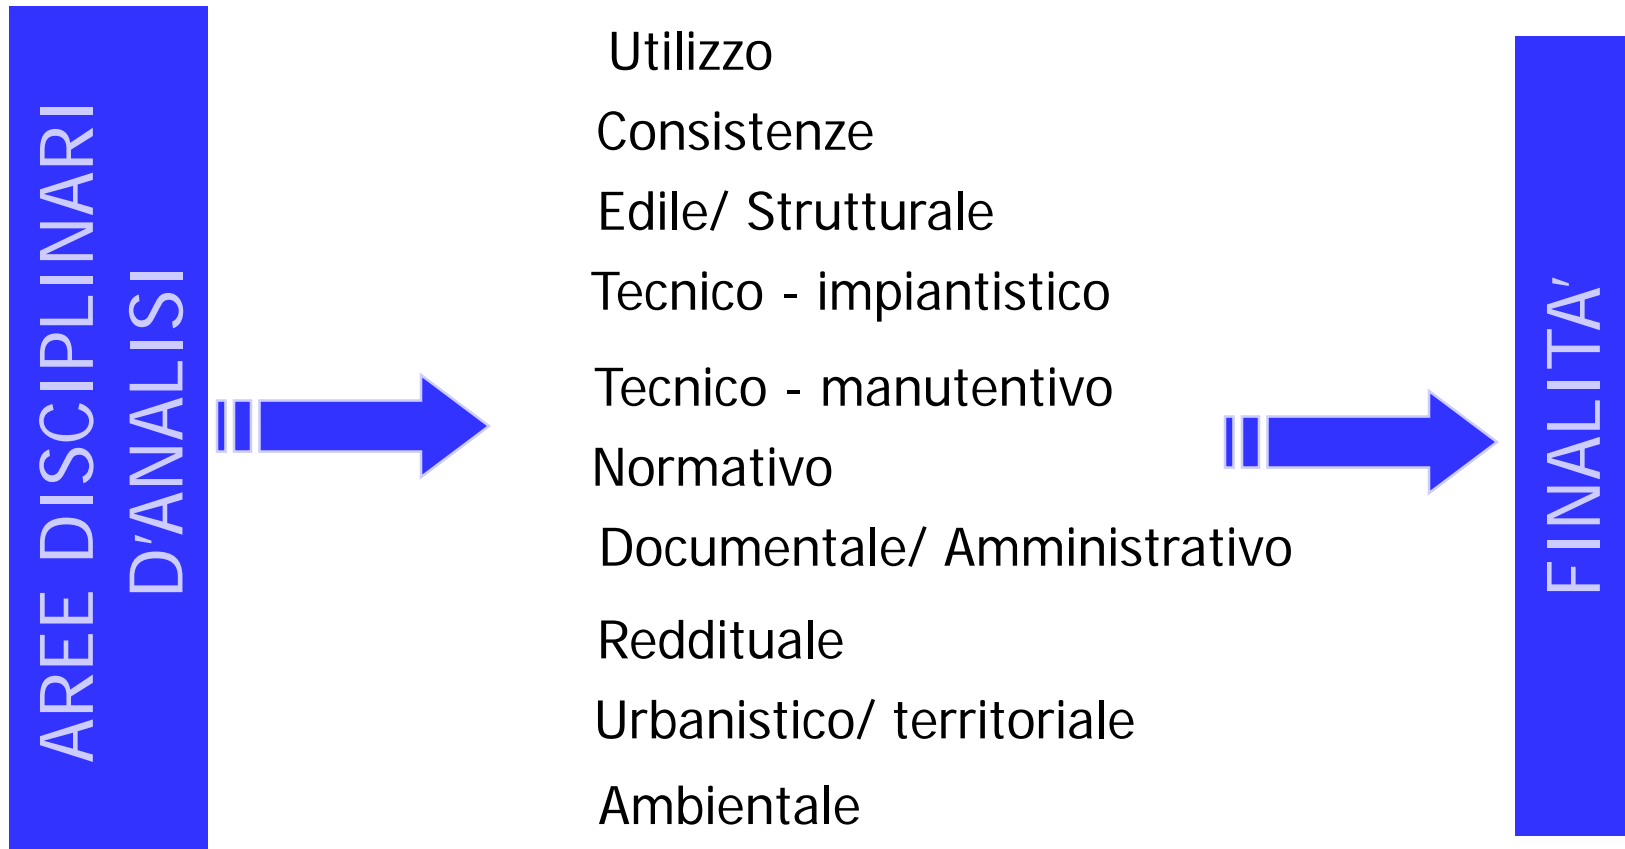 AREE DISCIPLINARI
D'ANALISI
Utilizzo
Consistenze
Edile/ Strutturale
Tecnico - impiantistico
Tecnico - manutentivo
Normativo
Documentale/ Amministrativo
Reddituale
Urbanistico/ territoriale
Ambientale
FINALITA'